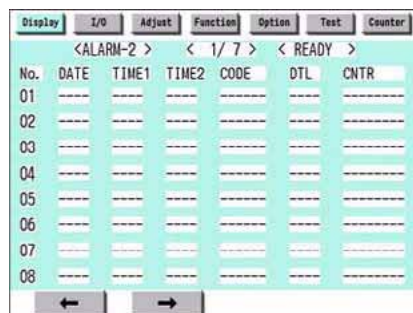 Display I/O Adjust Function Option Test Counter
<ALARM-2 > < 1/ 7 > < READY >
No. DATE TIME1 TIME2 CODE DTL CNTR
01 ---- ---- ---- ------ ---- --------
02 ---- ---- ---- ------ ---- --------
03 ---- ---- ---- ------ ---- --------
04 ---- ---- ---- ------ ---- --------
05 ---- ---- ---- ------ ---- --------
06 ---- ---- ---- ------ ---- --------
07 ---- ---- ---- ------ ---- --------
08 ---- ---- ---- ------ ---- --------
← →